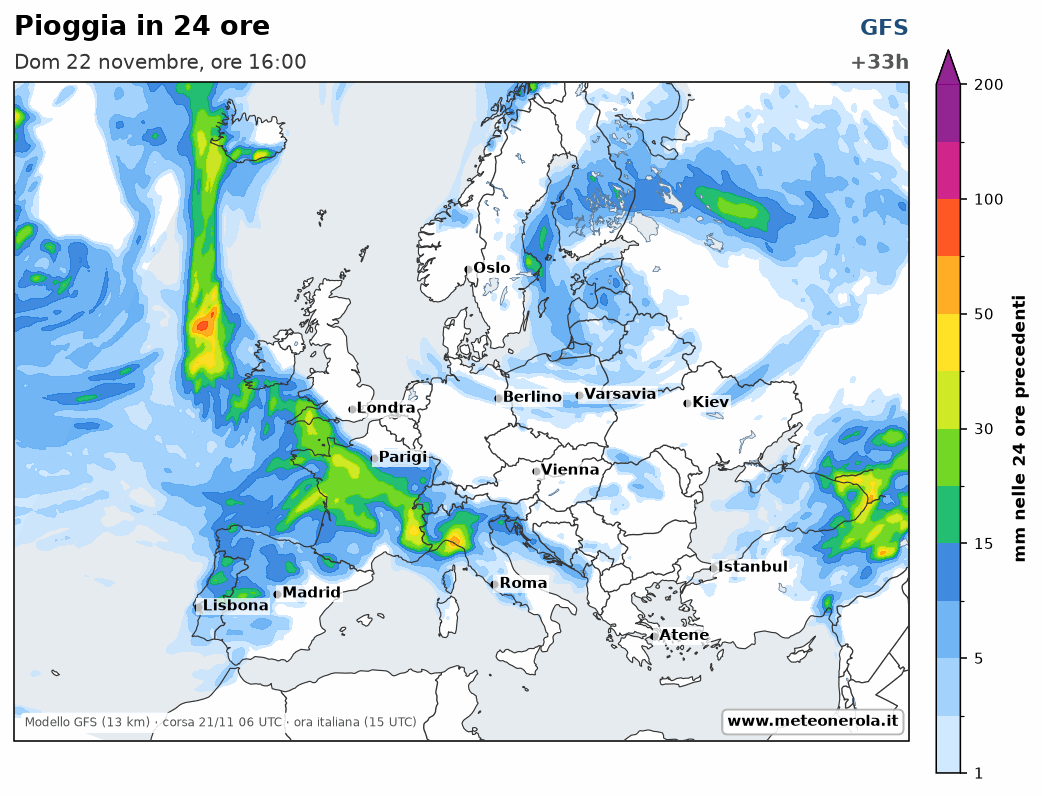 Pioggia in 24 ore
GFS
Dom 22 novembre, ore 16:00
+33h
200
100
50
30
15
5
1
mm nelle 24 ore precedenti
Oslo
Berlino
Varsavia
Kiev
Londra
Parigi
Vienna
Istanbul
Roma
Madrid
Lisbona
Atene
Modello GFS (13 km) · corsa 21/11 06 UTC · ora italiana (15 UTC)
www.meteonerola.it